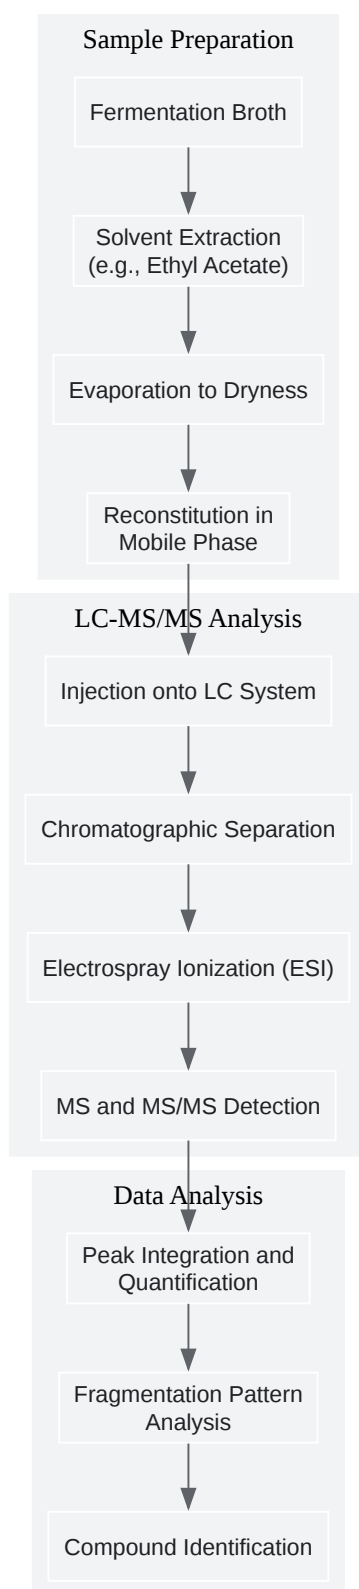 Sample Preparation
Fermentation Broth
Solvent Extraction
(e.g., Ethyl Acetate)
Evaporation to Dryness
Reconstitution in
Mobile Phase
LC-MS/MS Analysis
Injection onto LC System
Chromatographic Separation
Electrospray Ionization (ESI)
MS and MS/MS Detection
Data Analysis
Peak Integration and
Quantification
Fragmentation Pattern
Analysis
Compound Identification